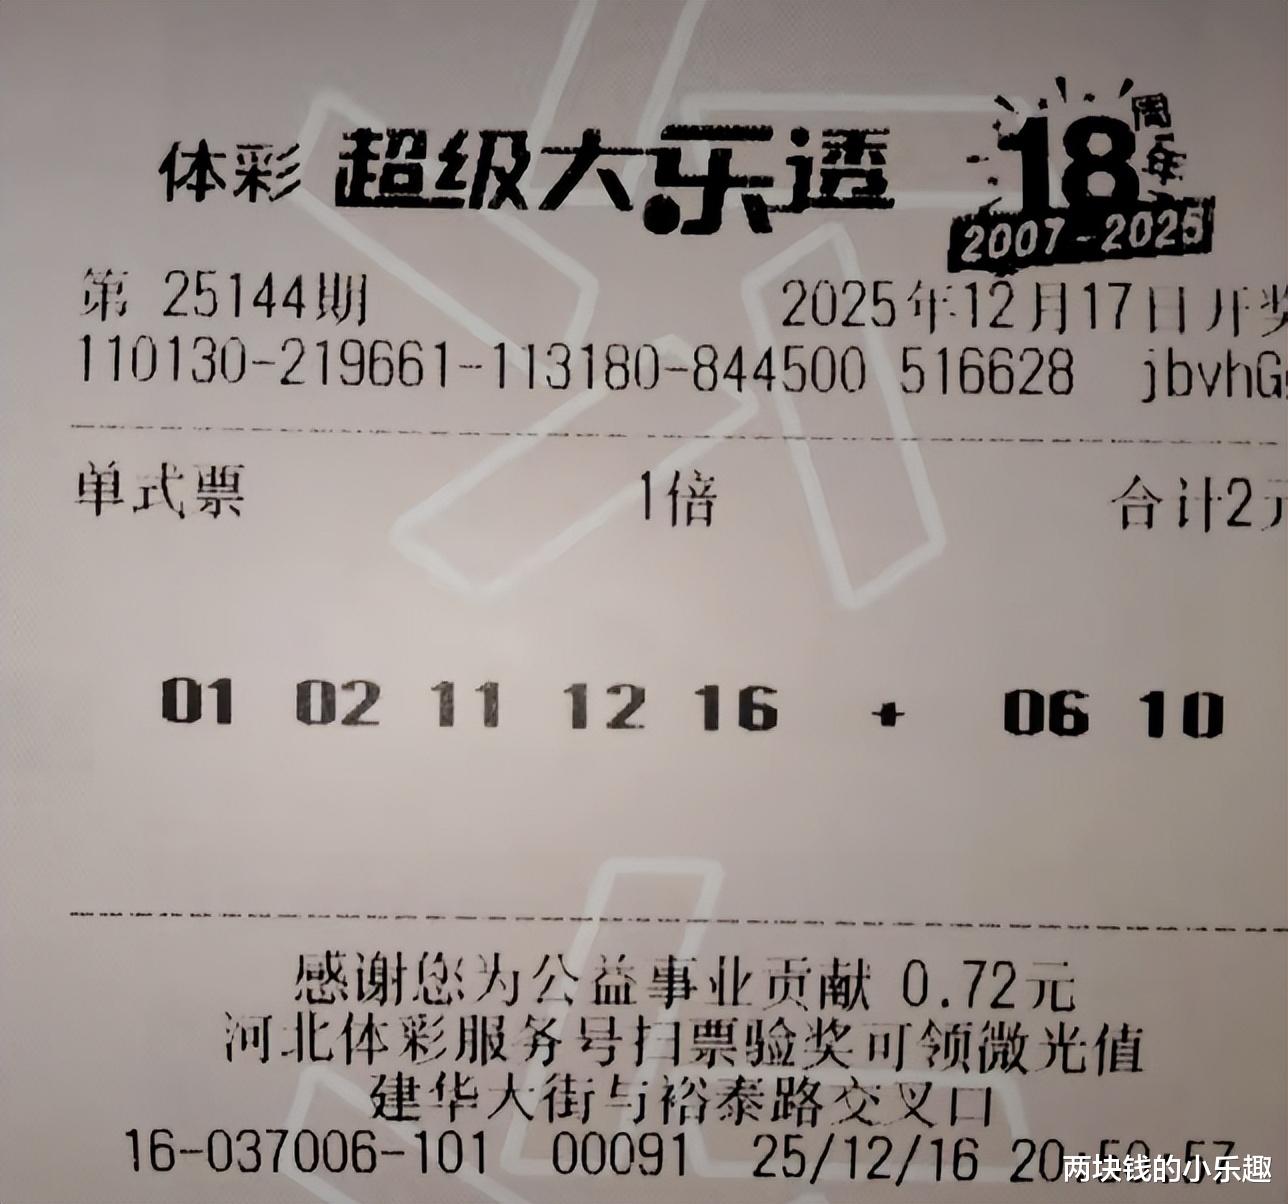 体彩 超级大乐透 18周年
2007-2025
第 25144期 2025年12月17日开奖
110130-219661-113180-844500 516628 jbvhG
单式票 1倍 合计2元
01 02 11 12 16 + 06 10
感谢您为公益事业贡献 0.72元
河北体彩服务号扫票验奖可领微光值
建华大街与裕泰路交叉口
16-037006-101 00091 25/12/16
两块钱的小乐趣